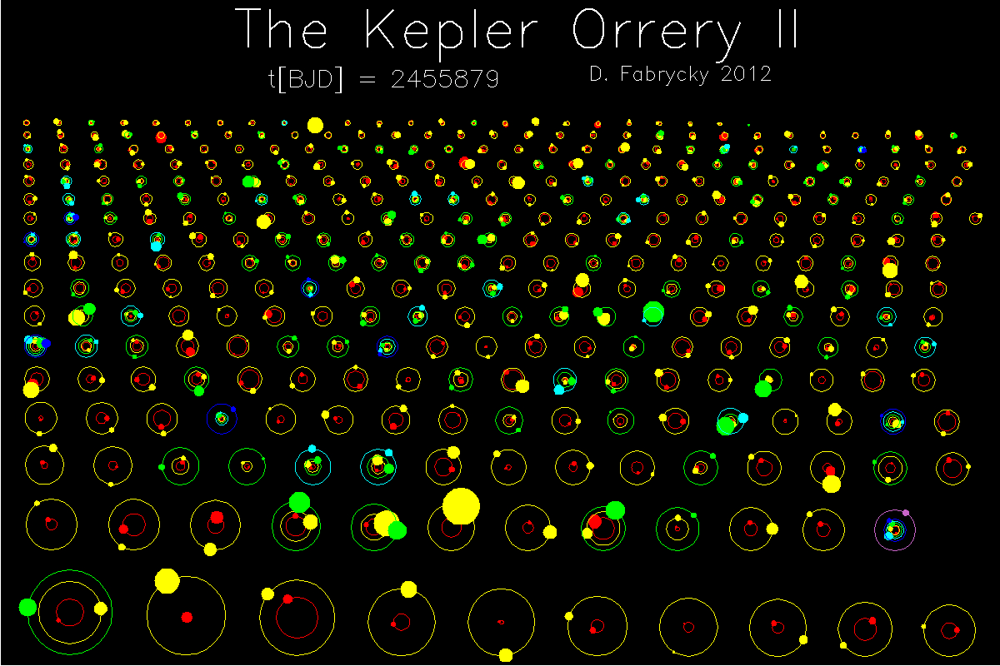 The Kepler Orrery II
t[BJD] = 2455879
D. Fabrycky 2012